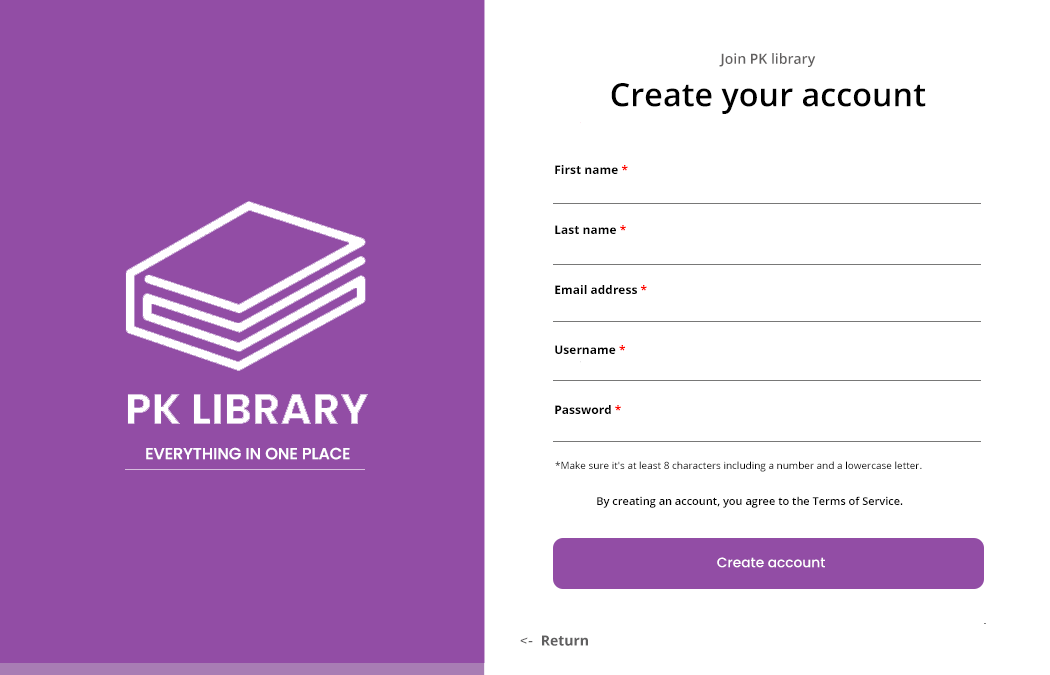 PK LIBRARY
EVERYTHING IN ONE PLACE
Join PK library
Create your account
First name *
Last name *
Email address *
Username *
Password *
*Make sure it's at least 8 characters including a number and a lowercase letter.
By creating an account, you agree to the Terms of Service.
Create account
<- Return